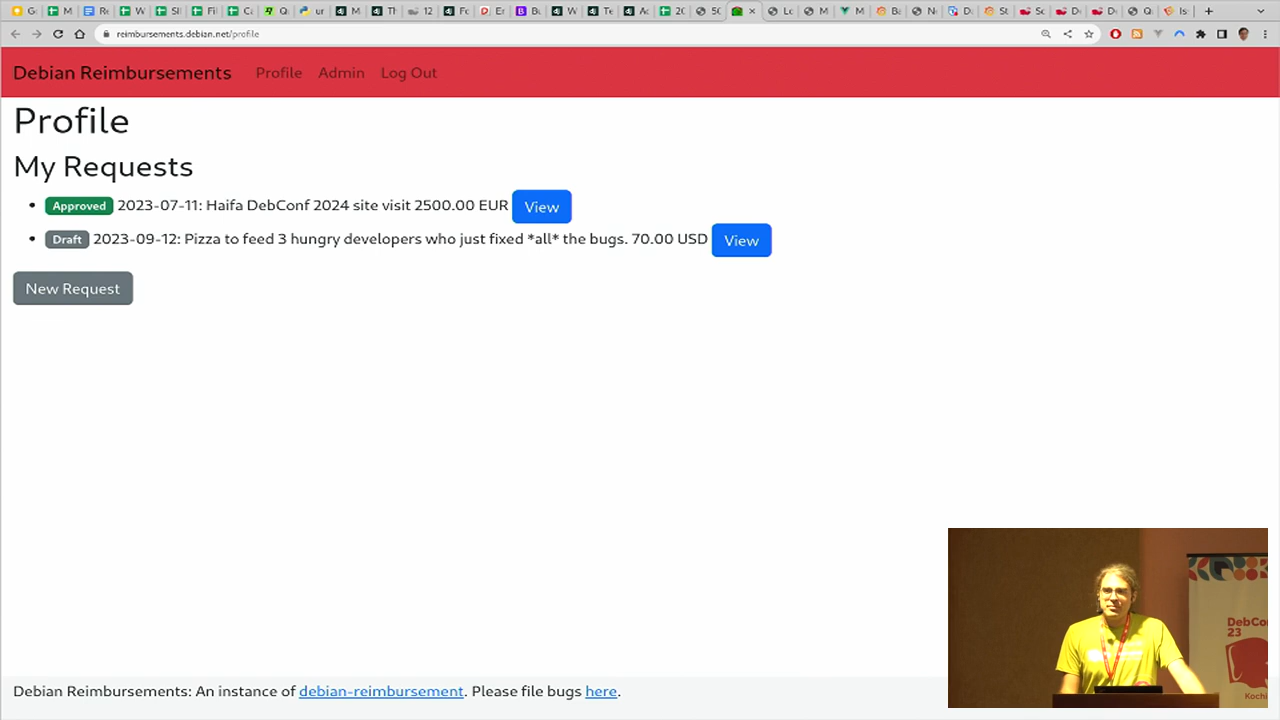 reimbursements.debian.net/profile
Debian Reimbursements Profile Admin Log Out
Profile
My Requests
Approved 2023-07-11: Haifa DebConf 2024 site visit 2500.00 EUR View
Draft 2023-09-12: Pizza to feed 3 hungry developers who just fixed *all* the bugs. 70.00 USD View
New Request
DebCon
23
Kochi
Debian Reimbursements: An instance of debian-reimbursement. Please file bugs here.